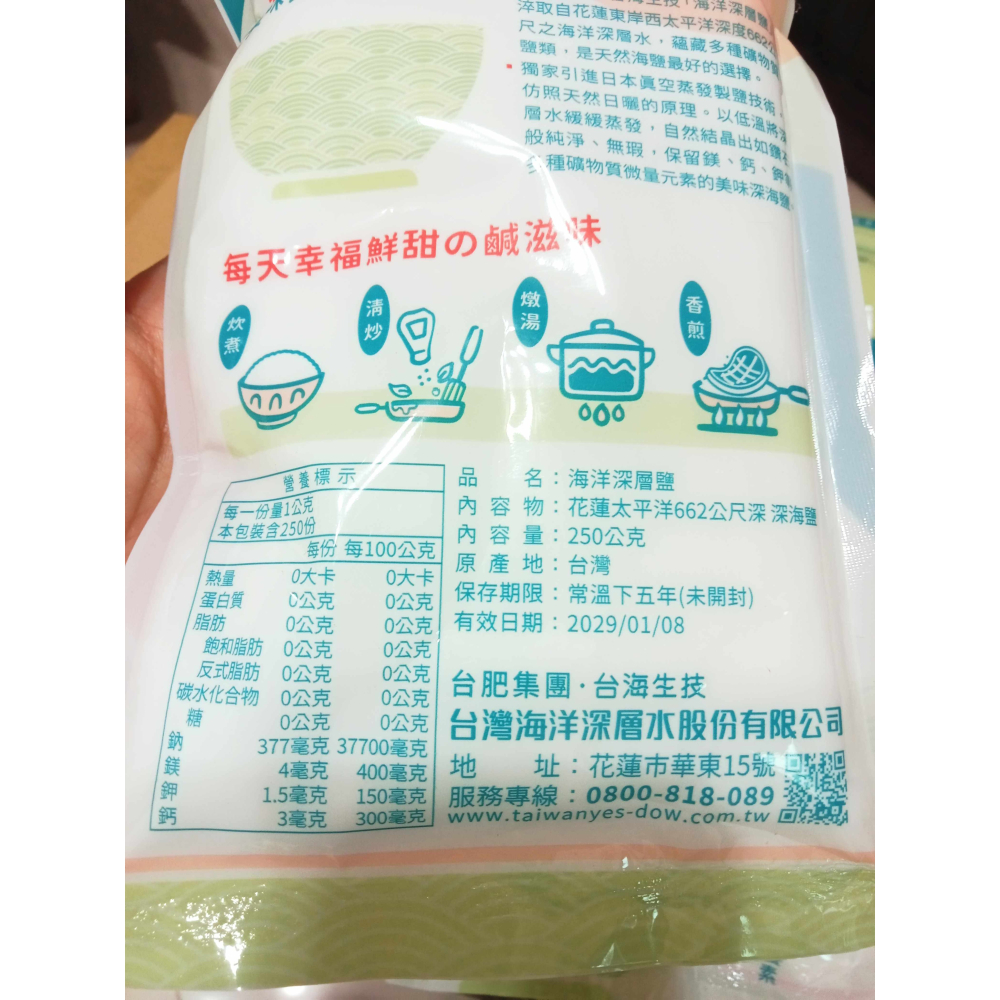 海洋深層鹽
淬取自花蓮東岸西太平洋深度662公
尺之海洋深層水，蘊藏多種礦物質
鹽類，是天然海鹽最好的選擇。
獨家引進日本真空蒸發製鹽技術，
仿照天然日曬的原理。以低溫將深
層水緩緩蒸發，自然結晶出如鑽石
般純淨、無瑕，保留鎂、鈣、鉀等
多種礦物質微量元素的美味深海鹽。
每天幸福鮮甜の鹹滋味
炊煮
清炒
燉湯
香煎
營養標示
每一份量1公克
本包裝含250份
每份 每100公克
熱量 0大卡 0大卡
蛋白質 0公克 0公克
脂肪 0公克 0公克
飽和脂肪 0公克 0公克
反式脂肪 0公克 0公克
碳水化合物 0公克 0公克
糖 0公克 0公克
鈉 377毫克 37700毫克
鎂 4毫克 400毫克
鉀 1.5毫克 150毫克
鈣 3毫克 300毫克
品名：海洋深層鹽
內容物：花蓮太平洋662公尺深 深海鹽
內容量：250公克
原產地：台灣
保存期限：常溫下五年(未開封)
有效日期：2029/01/08
台肥集團·台海生技
台灣海洋深層水股份有限公司
地址：花蓮市華東15號
服務專線：0800-818-089
www.taiwanyes-dow.com.tw